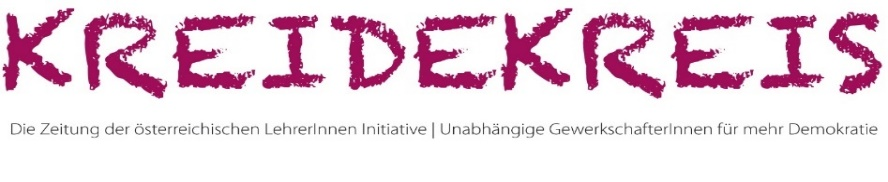 KREIDEKREIS
Die Zeitung der österreichischen LehrerInnen Initiative | Unabhängige GewerkschafterInnen für mehr Demokratie